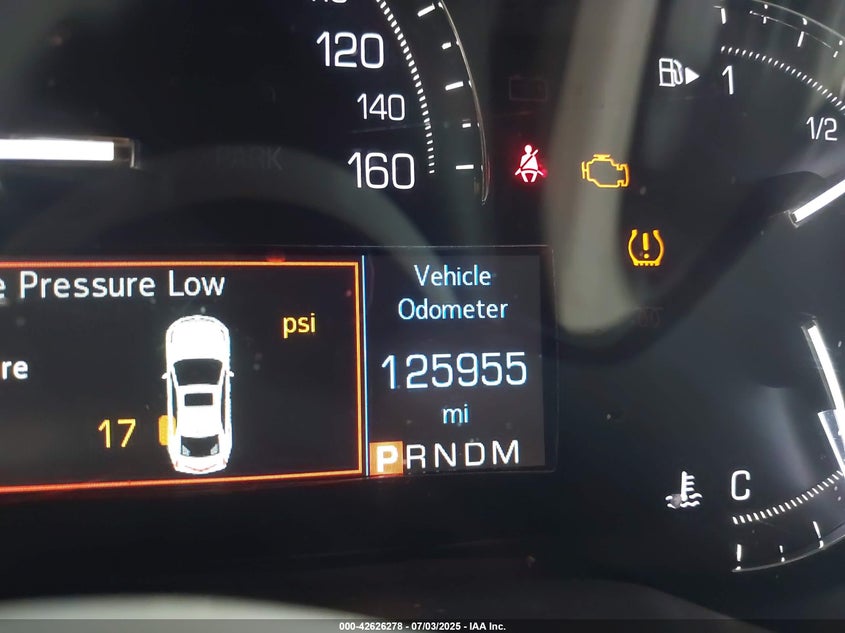 120
140
160
1
1/2
e Pressure Low
psi
re
17
Vehicle
Odometer
125955
mi
PRNDM
C
000-42626278 - 07/03/2025 - IAA Inc.